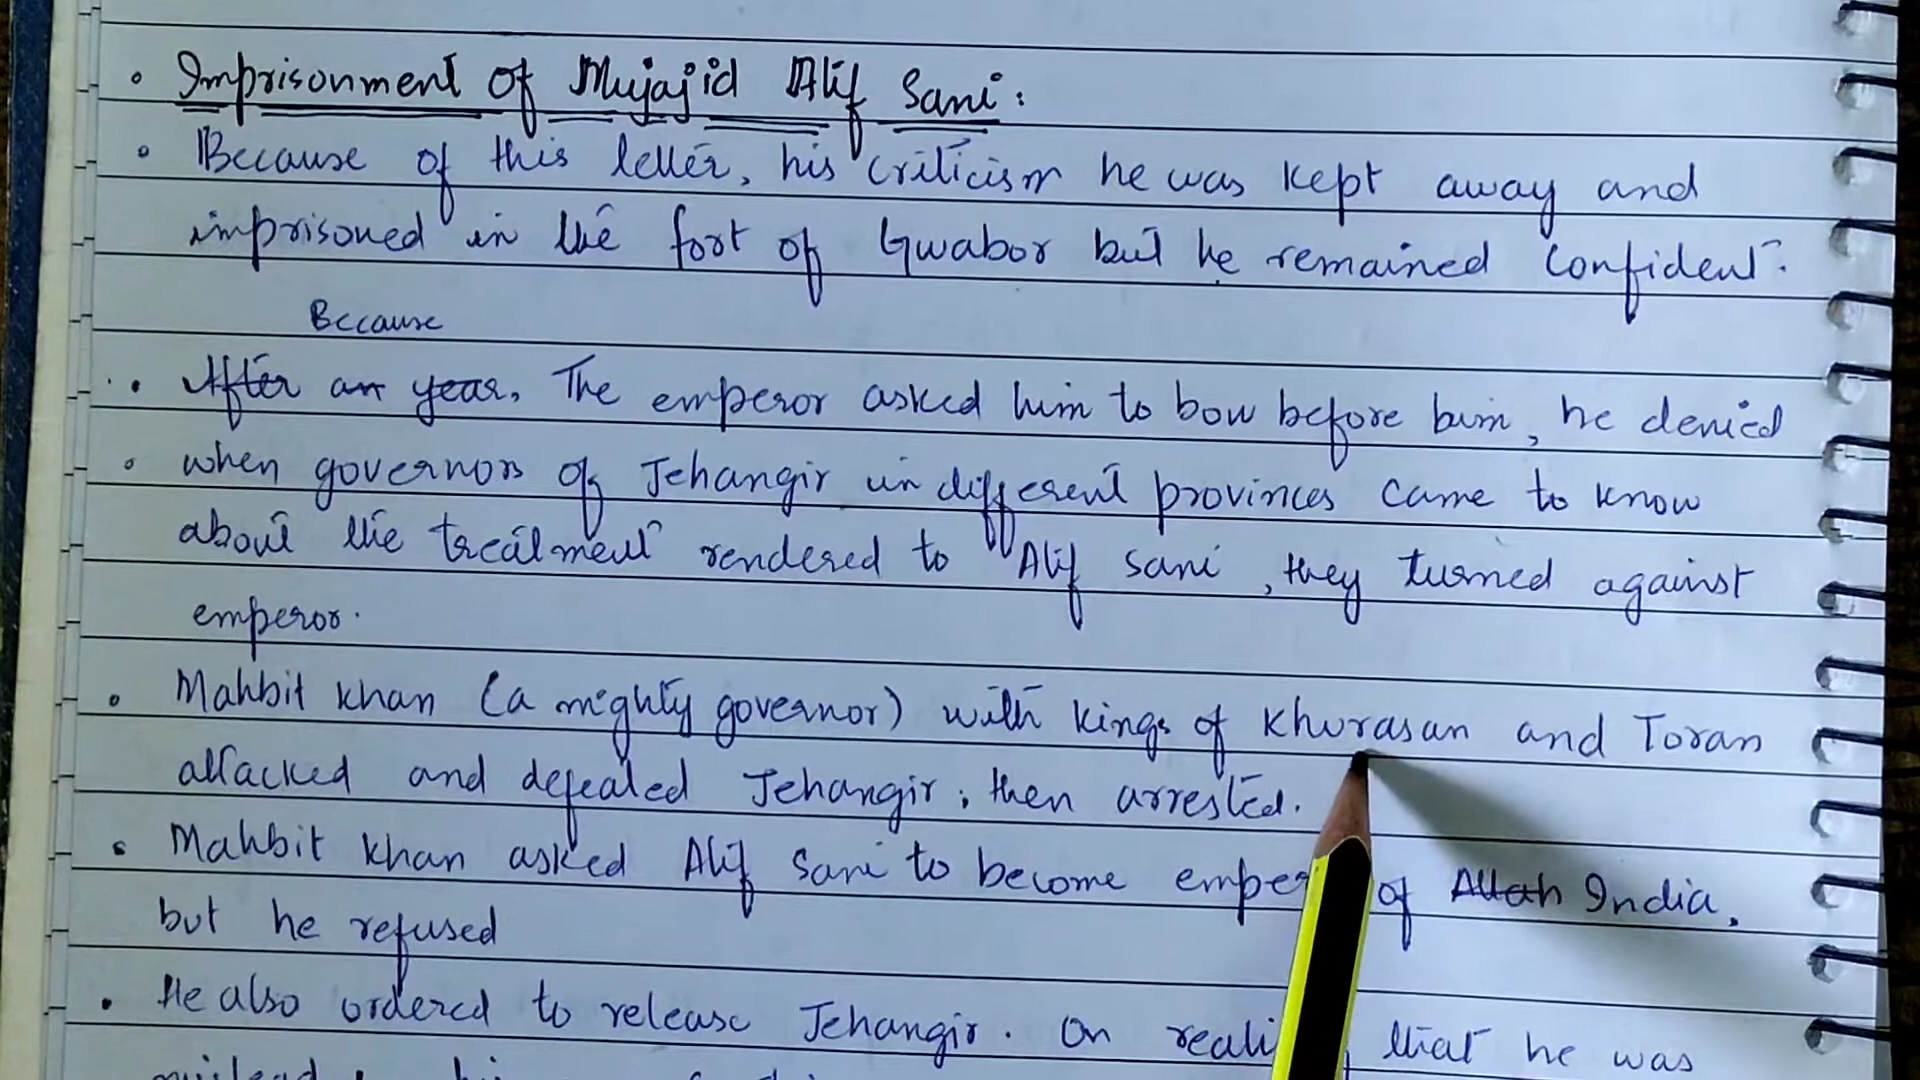 Imprisonment of Mujajid Alif Sani:
Because of this letter, his criticism he was kept away and
imprisoned in the fort of Gwabor but he remained confident.
Because
After an year. The emperor asked him to bow before him, he denied
when governors of Jehangir in different provinces came to know
about the treatment rendered to Alif sani, they turned against
emperor.
Mahbit khan (a mighty governor) with kings of Khurasan and Toran
attacked and defeated Jehangir, then arrested.
Mahbit khan asked Alif Sani to become of Allah India,
but he refused
He also ordered to release Jehangir. On that he was